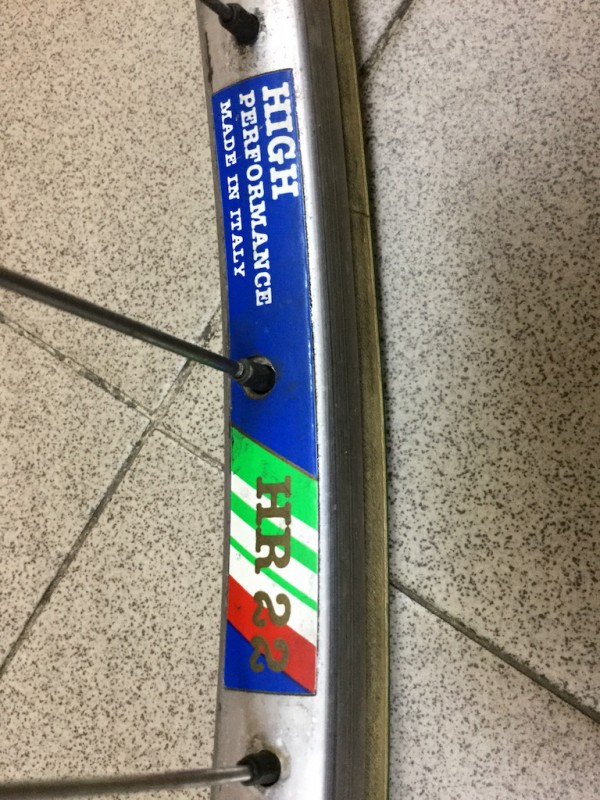 HIGH
PERFORMANCE
MADE IN ITALY
HR 22